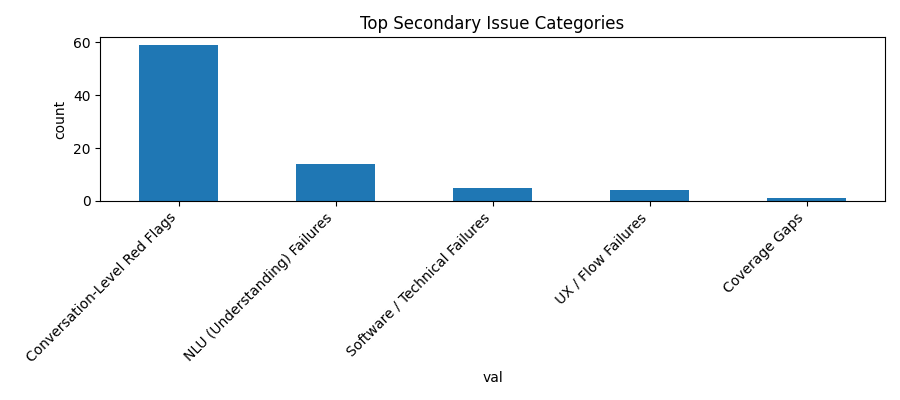 Top Secondary Issue Categories
count
60
40
20
0
Conversation-Level Red Flags
NLU (Understanding) Failures
Software / Technical Failures
UX / Flow Failures
Coverage Gaps
val